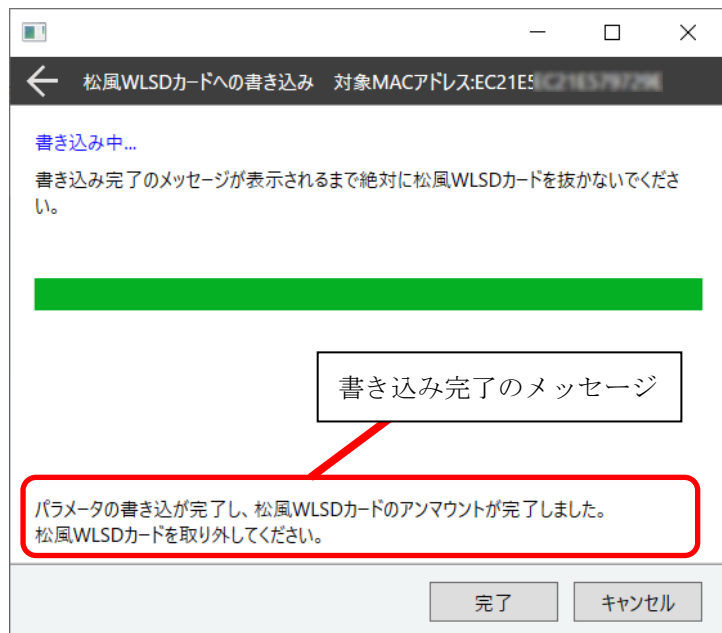 松風WLSDカードへの書き込み 対象MACアドレス:EC21E5
書き込み中...
書き込み完了のメッセージが表示されるまで絶対に松風WLSDカードを抜かないでくださ
い。
書き込み完了のメッセージ
パラメータの書き込が完了し、松風WLSDカードのアンマウントが完了しました。
松風WLSDカードを取り外してください。
完了 キャンセル